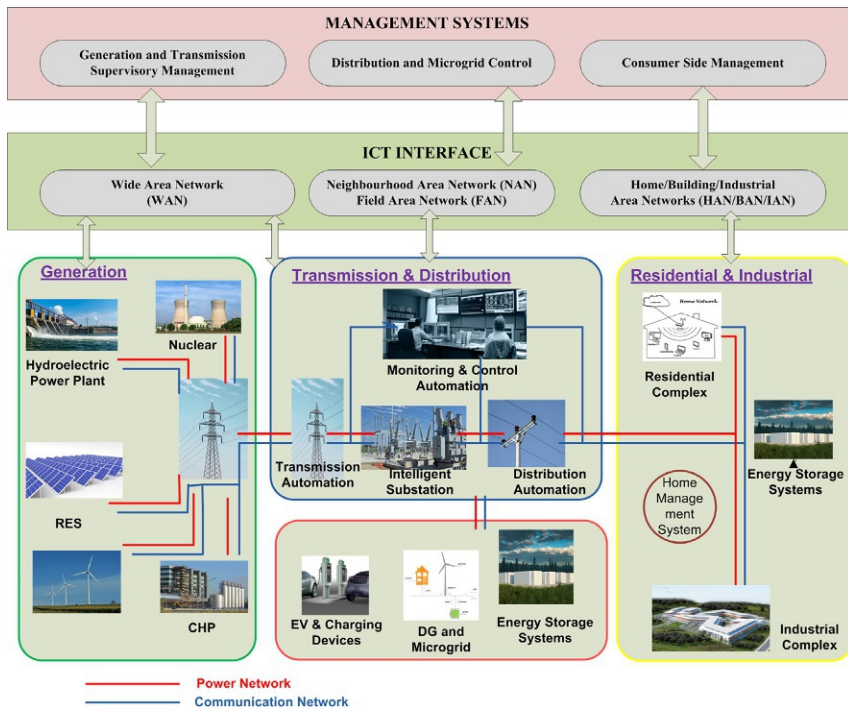 MANAGEMENT SYSTEMS
Generation and Transmission
Supervisory Management
Distribution and Microgrid Control
Consumer Side Management
ICT INTERFACE
Wide Area Network
(WAN)
Neighbourhood Area Network (NAN)
Field Area Network (FAN)
Home/Building/Industrial
Area Networks (HAN/BAN/IAN)
Generation
Nuclear
Hydroelectric
Power Plant
RES
CHP
Transmission & Distribution
Monitoring & Control
Automation
Transmission
Automation
Intelligent
Substation
Distribution
Automation
EV & Charging
Devices
DG and
Microgrid
Energy Storage
Systems
Residential & Industrial
Home Network
Residential
Complex
Energy Storage
Systems
Home
Manage
ment
System
Industrial
Complex
Power Network
Communication Network